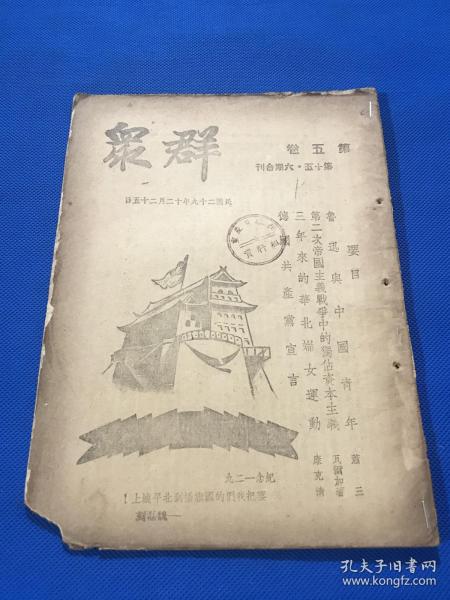 群眾
第五卷
第十五·六期合刊
民國二十九年十二月二十五日
要目
魯迅與中國青年 蕭三
第二次帝國主義戰爭中的獨佔資本主義 瓦爾加
三年來的華北婦女運動 康克清
德國共產黨宣言
紀念一二九
要把我們的國旗插到北平城上！
孔夫子旧书网
www.kongfz.com